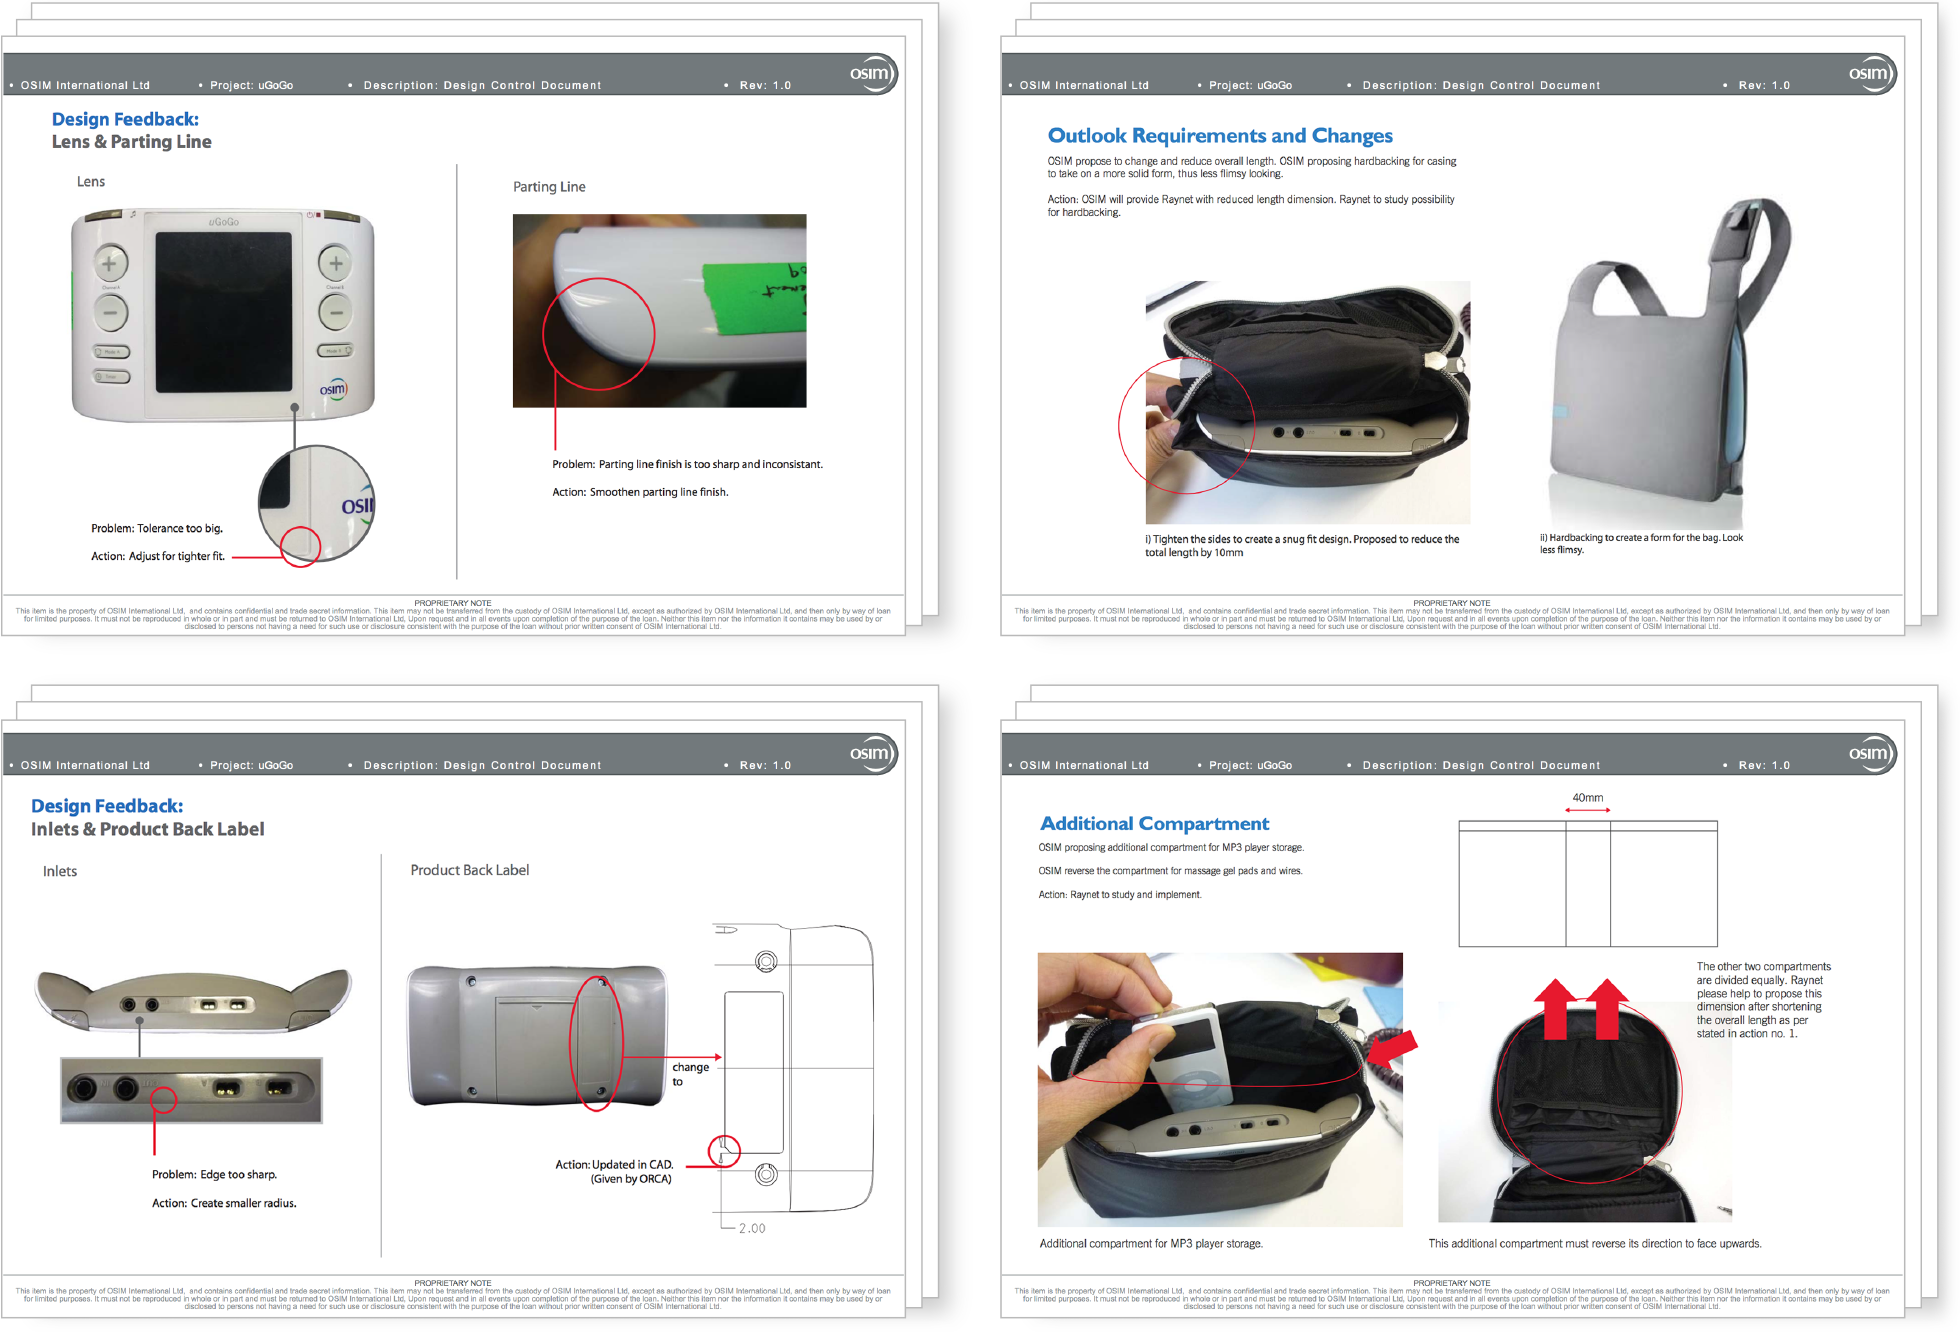 • OSIM International Ltd • Project: uGoGo • Description: Design Control Document • Rev: 1.0 osim
Design Feedback:
Lens & Parting Line
Lens
uGoGo
Channel A
Mode A
osim
OSI
Problem: Tolerance too big.
Action: Adjust for tighter fit.
Parting Line
Problem: Parting line finish is too sharp and inconsistant.
Action: Smoothen parting line finish.
PROPRIETARY NOTE
This item is the property of OSIM International Ltd, and contains confidential and trade secret information. This item may not be transferred from the custody of OSIM International Ltd, except as authorized by OSIM International Ltd, and then only by way of loan
for limited purposes. It must not be reproduced in whole or in part and must be returned to OSIM International Ltd, Upon request and in all events upon completion of the purpose of the loan. Neither this item nor the information it contains may be used by or
disclosed to persons not having a need for such use or disclosure consistent with the purpose of the loan without prior written consent of OSIM International Ltd.
• OSIM International Ltd • Project: uGoGo • Description: Design Control Document • Rev: 1.0 osim
Outlook Requirements and Changes
OSIM propose to change and reduce overall length. OSIM proposing hardbacking for casing
to take on a more solid form, thus less flimsy looking.
Action: OSIM will provide Raynet with reduced length dimension. Raynet to study possibility
for hardbacking.
i) Tighten the sides to create a snug fit design. Proposed to reduce the
total length by 10mm
ii) Hardbacking to create a form for the bag. Look
less flimsy.
PROPRIETARY NOTE
This item is the property of OSIM International Ltd, and contains confidential and trade secret information. This item may not be transferred from the custody of OSIM International Ltd, except as authorized by OSIM International Ltd, and then only by way of loan
for limited purposes. It must not be reproduced in whole or in part and must be returned to OSIM International Ltd, Upon request and in all events upon completion of the purpose of the loan. Neither this item nor the information it contains may be used by or
disclosed to persons not having a need for such use or disclosure consistent with the purpose of the loan without prior written consent of OSIM International Ltd.
• OSIM International Ltd • Project: uGoGo • Description: Design Control Document • Rev: 1.0 osim
Design Feedback:
Inlets & Product Back Label
Inlets
Problem: Edge too sharp.
Action: Create smaller radius.
Product Back Label
change
to
Action: Updated in CAD.
(Given by ORCA)
2.00
PROPRIETARY NOTE
This item is the property of OSIM International Ltd, and contains confidential and trade secret information. This item may not be transferred from the custody of OSIM International Ltd, except as authorized by OSIM International Ltd, and then only by way of loan
for limited purposes. It must not be reproduced in whole or in part and must be returned to OSIM International Ltd, Upon request and in all events upon completion of the purpose of the loan. Neither this item nor the information it contains may be used by or
disclosed to persons not having a need for such use or disclosure consistent with the purpose of the loan without prior written consent of OSIM International Ltd.
• OSIM International Ltd • Project: uGoGo • Description: Design Control Document • Rev: 1.0 osim
Additional Compartment
OSIM proposing additional compartment for MP3 player storage.
OSIM reverse the compartment for massage gel pads and wires.
Action: Raynet to study and implement.
40mm
The other two compartments
are divided equally. Raynet
please help to propose this
dimension after shortening
the overall length as per
stated in action no. 1.
Additional compartment for MP3 player storage.
This additional compartment must reverse its direction to face upwards.
PROPRIETARY NOTE
This item is the property of OSIM International Ltd, and contains confidential and trade secret information. This item may not be transferred from the custody of OSIM International Ltd, except as authorized by OSIM International Ltd, and then only by way of loan
for limited purposes. It must not be reproduced in whole or in part and must be returned to OSIM International Ltd, Upon request and in all events upon completion of the purpose of the loan. Neither this item nor the information it contains may be used by or
disclosed to persons not having a need for such use or disclosure consistent with the purpose of the loan without prior written consent of OSIM International Ltd.